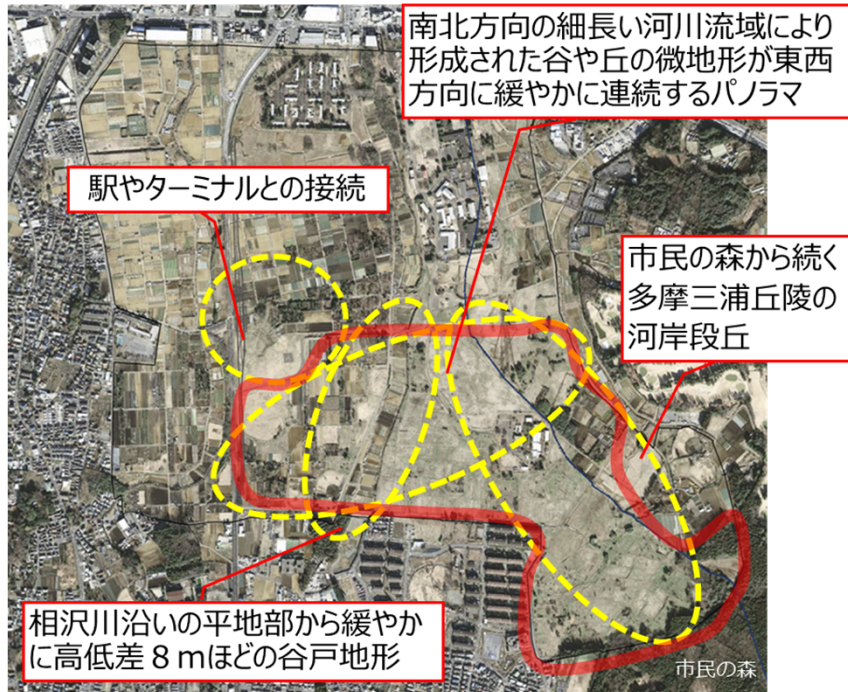 南北方向の細長い河川流域により
形成された谷や丘の微地形が東西
方向に緩やかに連続するパノラマ
駅やターミナルとの接続
市民の森から続く
多摩三浦丘陵の
河岸段丘
相沢川沿いの平地部から緩やか
に高低差８ｍほどの谷戸地形
市民の森